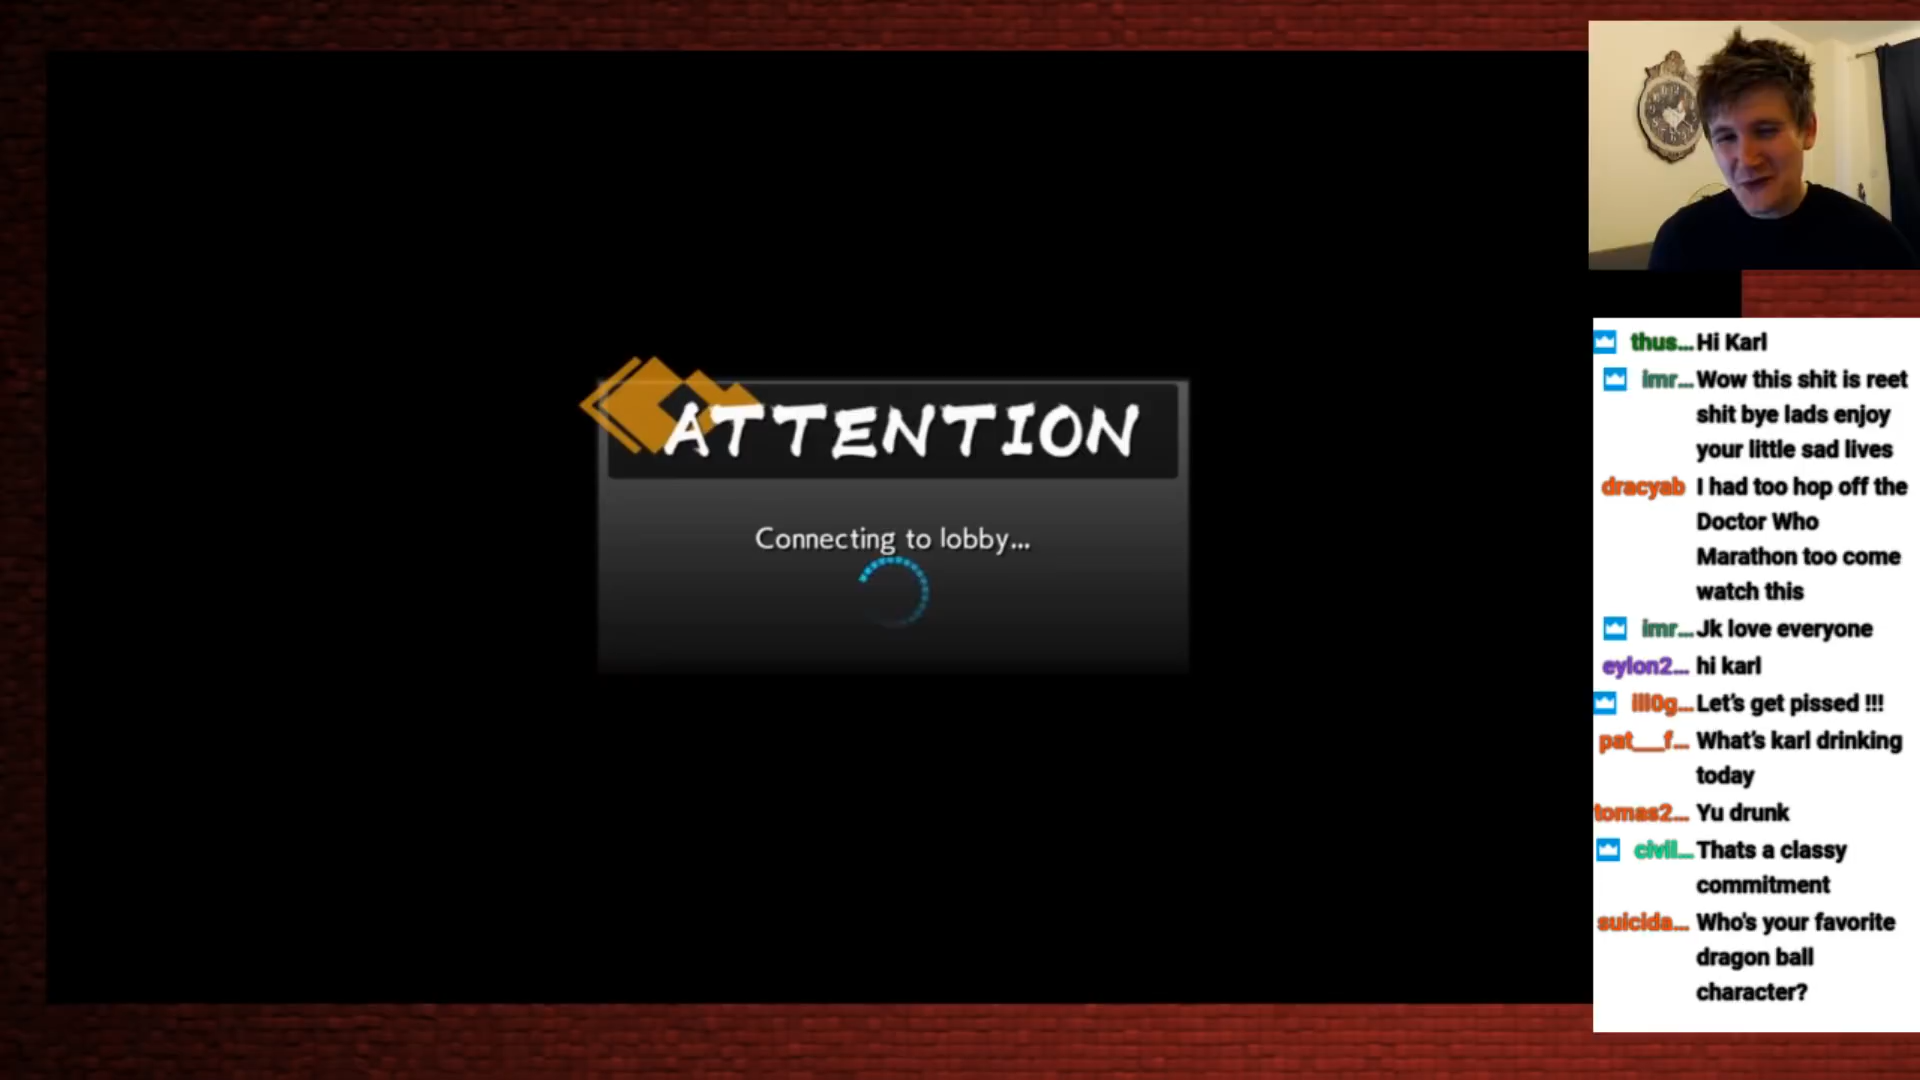 ATTENTION
Connecting to lobby...
thus... Hi Karl
imr... Wow this shit is reet
shit bye lads enjoy
your little sad lives
dracyab I had too hop off the
Doctor Who
Marathon too come
watch this
imr... Jk love everyone
eylon2... hi karl
ill0g... Let's get pissed !!!
pat__f... What's karl drinking
today
tomas2... Yu drunk
civil... Thats a classy
commitment
suicida... Who's your favorite
dragon ball
character?